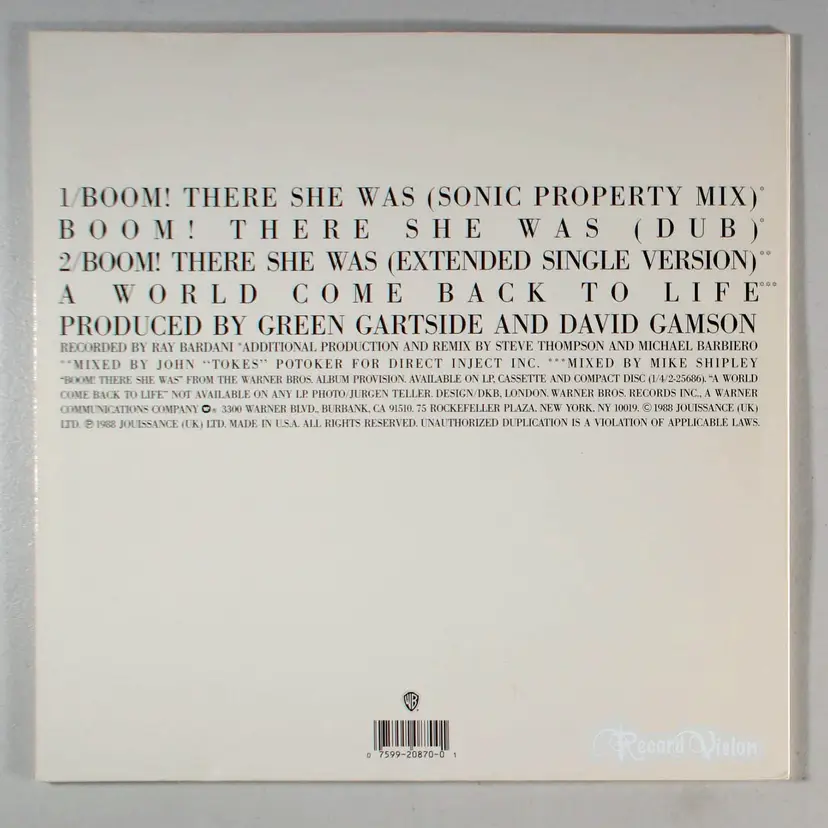 1/BOOM! THERE SHE WAS (SONIC PROPERTY MIX)*
BOOM! THERE SHE WAS (DUB)*
2/BOOM! THERE SHE WAS (EXTENDED SINGLE VERSION)**
A WORLD COME BACK TO LIFE***
PRODUCED BY GREEN GARTSIDE AND DAVID GAMSON
RECORDED BY RAY BARDANI *ADDITIONAL PRODUCTION AND REMIX BY STEVE THOMPSON AND MICHAEL BARBIERO
**MIXED BY JOHN "TOKES" POTOKER FOR DIRECT INJECT INC. ***MIXED BY MIKE SHIPLEY
"BOOM! THERE SHE WAS" FROM THE WARNER BROS. ALBUM PROVISION. AVAILABLE ON LP, CASSETTE AND COMPACT DISC (1/4/2-25686). "A WORLD
COME BACK TO LIFE" NOT AVAILABLE ON ANY LP. PHOTO/JURGEN TELLER. DESIGN/DKB, LONDON. WARNER BROS. RECORDS INC., A WARNER
COMMUNICATIONS COMPANY ® 3300 WARNER BLVD., BURBANK, CA 91510. 75 ROCKEFELLER PLAZA, NEW YORK, NY 10019. © 1988 JOUISSANCE (UK)
LTD. ℗ 1988 JOUISSANCE (UK) LTD. MADE IN U.S.A. ALL RIGHTS RESERVED. UNAUTHORIZED DUPLICATION IS A VIOLATION OF APPLICABLE LAWS.
WB
0 7599-20870-0 1
Record Vision